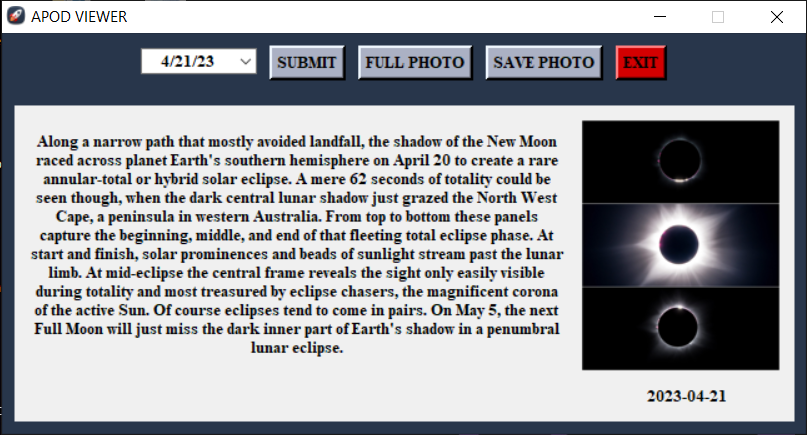 APOD VIEWER
4/21/23
SUBMIT
FULL PHOTO
SAVE PHOTO
EXIT
Along a narrow path that mostly avoided landfall, the shadow of the New Moon
raced across planet Earth's southern hemisphere on April 20 to create a rare
annular-total or hybrid solar eclipse. A mere 62 seconds of totality could be
seen though, when the dark central lunar shadow just grazed the North West
Cape, a peninsula in western Australia. From top to bottom these panels
capture the beginning, middle, and end of that fleeting total eclipse phase. At
start and finish, solar prominences and beads of sunlight stream past the lunar
limb. At mid-eclipse the central frame reveals the sight only easily visible
during totality and most treasured by eclipse chasers, the magnificent corona
of the active Sun. Of course eclipses tend to come in pairs. On May 5, the next
Full Moon will just miss the dark inner part of Earth's shadow in a penumbral
lunar eclipse.
2023-04-21